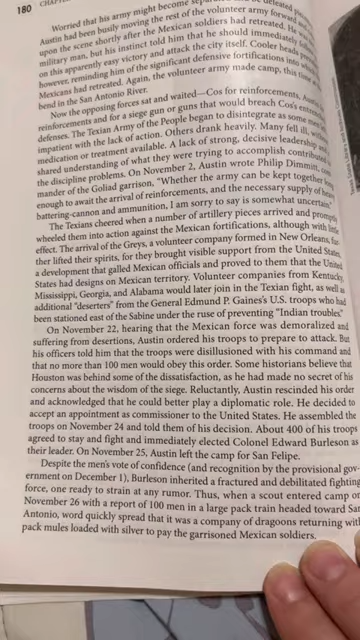 180
CHAPTE
Worried that his army might become
Austin had been busily moving the rest of the volunteer army forward
upon the scene shortly after the Mexican soldiers had retreated. He
military man, but his instinct told him that he should immediately
on this apparently easy victory and attack the city itself. Cooler heads
however, reminding him of the significant defensive fortifications into
Mexicans had retreated. Again, the volunteer army made camp, this time
bend in the San Antonio River.
Now the opposing forces sat and waited—Cos for reinforcements, Austin
reinforcements and for a siege gun or guns that would breach Cos's
defenses. The Texian Army of the People began to disintegrate as some
impatient with the lack of action. Others drank heavily. Many fell ill,
medication or treatment available. A lack of strong, decisive leadership and
shared understanding of what they were trying to accomplish contributed
the discipline problems. On November 2, Austin wrote Philip Dimmitt, com
mander of the Goliad garrison, "Whether the army can be kept together
enough to await the arrival of reinforcements, and the necessary supply of heavy
battering-cannon and ammunition, I am sorry to say is somewhat uncertain."
The Texians cheered when a number of artillery pieces arrived and promptly
wheeled them into action against the Mexican fortifications, although with little
effect. The arrival of the Greys, a volunteer company formed in New Orleans, fur
ther lifted their spirits, for they brought visible support from the United States,
a development that galled Mexican officials and proved to them that the United
States had designs on Mexican territory. Volunteer companies from Kentucky,
Mississippi, Georgia, and Alabama would later join in the Texian fight, as well as
additional "deserters" from the General Edmund P. Gaines's U.S. troops who had
been stationed east of the Sabine under the ruse of preventing "Indian troubles."
On November 22, hearing that the Mexican force was demoralized and
suffering from desertions, Austin ordered his troops to prepare to attack. But
his officers told him that the troops were disillusioned with his command and
that no more than 100 men would obey this order. Some historians believe that
Houston was behind some of the dissatisfaction, as he had made no secret of his
concerns about the wisdom of the siege. Reluctantly, Austin rescinded his order
and acknowledged that he could better play a diplomatic role. He decided to
accept an appointment as commissioner to the United States. He assembled the
troops on November 24 and told them of his decision. About 400 of his troops
agreed to stay and fight and immediately elected Colonel Edward Burleson as
their leader. On November 25, Austin left the camp for San Felipe.
Despite the men's vote of confidence (and recognition by the provisional gov-
ernment on December 1), Burleson inherited a fractured and debilitated fighting
force, one ready to strain at any rumor. Thus, when a scout entered camp on
November 26 with a report of 100 men in a large pack train headed toward San
Antonio, word quickly spread that it was a company of dragoons returning with
pack mules loaded with silver to pay the garrisoned Mexican soldiers.